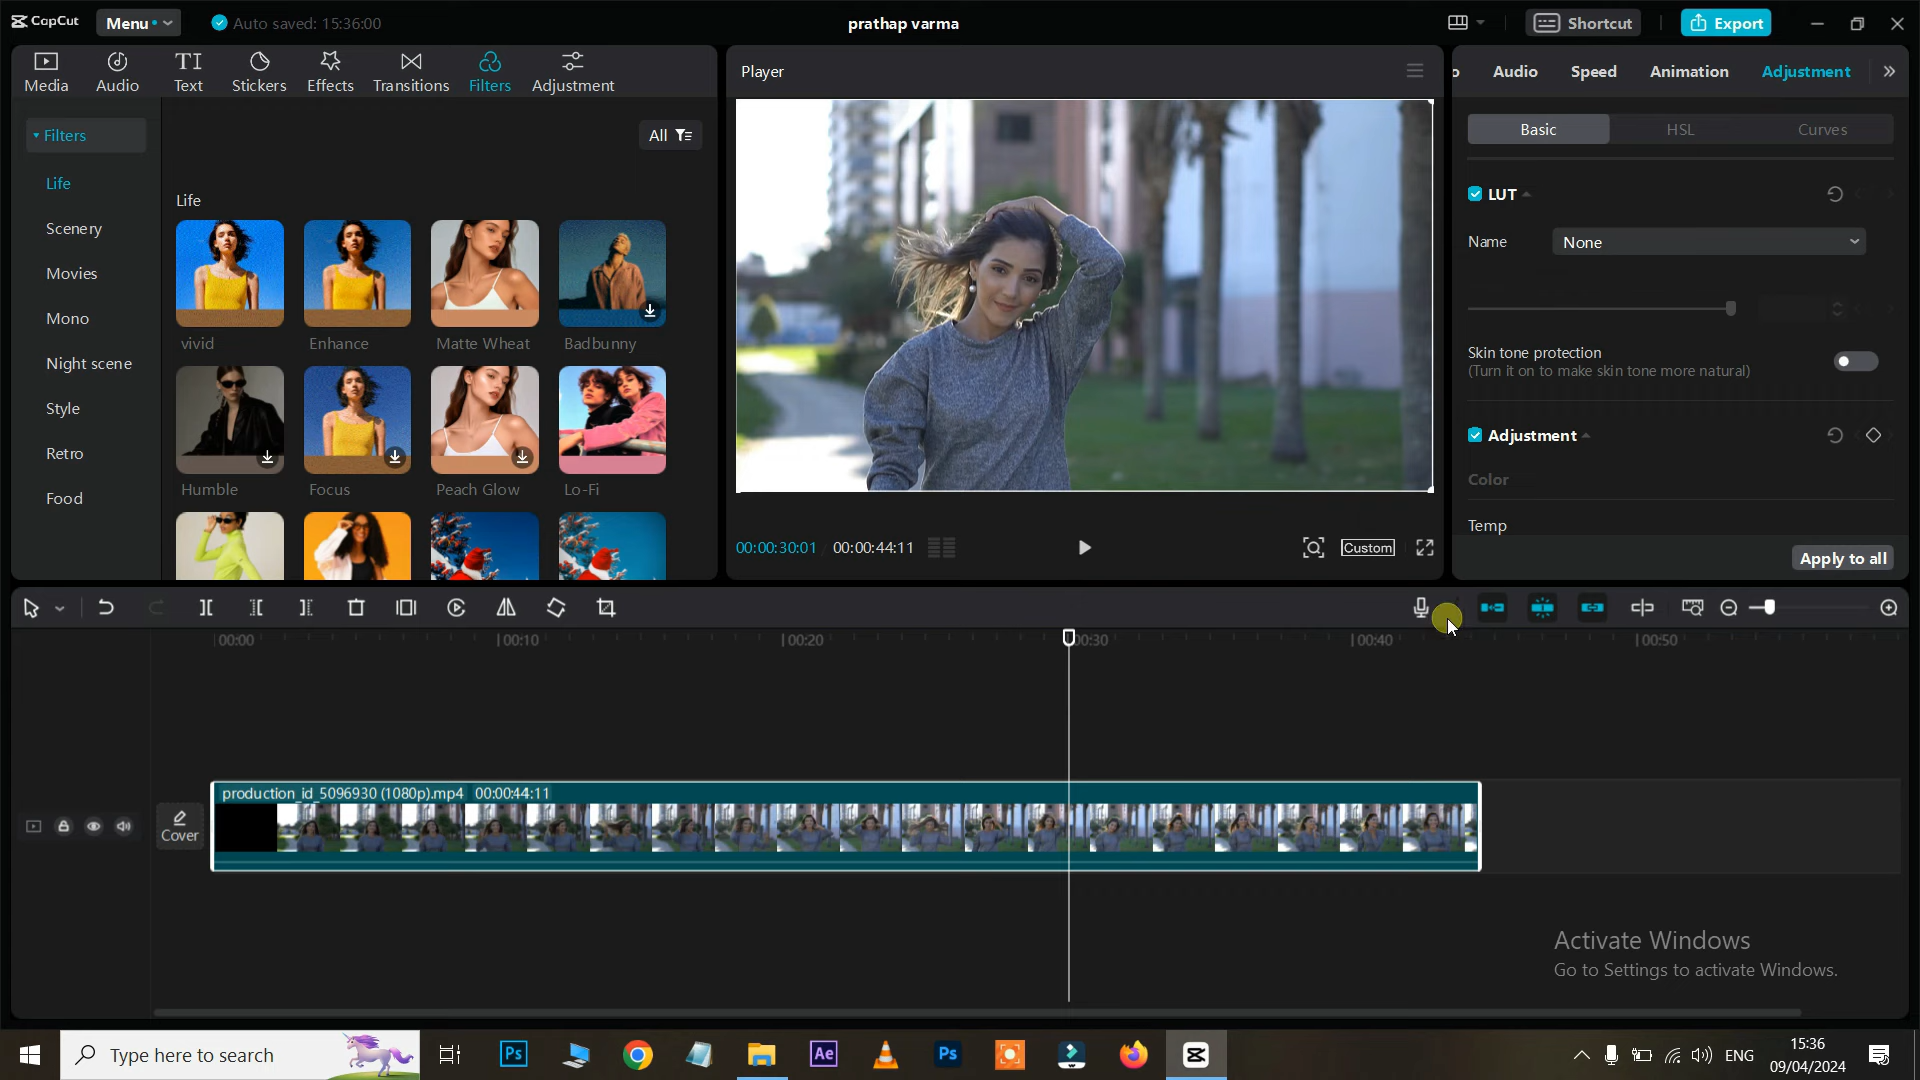 CapCut
Menu
Auto saved: 15:36:00
prathap varma
Shortcut
Export
Media
Audio
Text
Stickers
Effects
Transitions
Filters
Adjustment
Player
Audio
Speed
Animation
Adjustment
Filters
All
Basic
HSL
Curves
Life
Scenery
Movies
Mono
Night scene
Style
Retro
Food
Life
vivid
Enhance
Matte Wheat
Badbunny
Humble
Focus
Peach Glow
Lo-Fi
LUT
Name
None
Skin tone protection
(Turn it on to make skin tone more natural)
Adjustment
Color
Temp
Apply to all
00:00:30:01
00:00:44:11
Custom
00:00
00:10
00:20
00:30
00:40
00:50
production_id_5096930 (1080p).mp4 00:00:44:11
Cover
Activate Windows
Go to Settings to activate Windows.
Type here to search
Ps
Ae
Ps
ENG
15:36
09/04/2024